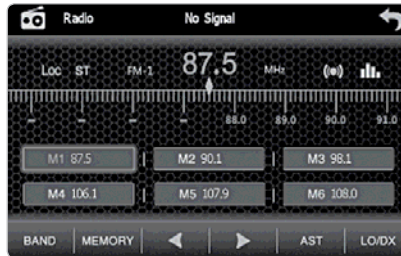 Radio No Signal
Loc ST FM-1 87.5 MHz
88.0 89.0 90.0 91.0
M1 87.5 M2 90.1 M3 98.1
M4 106.1 M5 107.9 M6 108.0
BAND MEMORY AST LO/DX